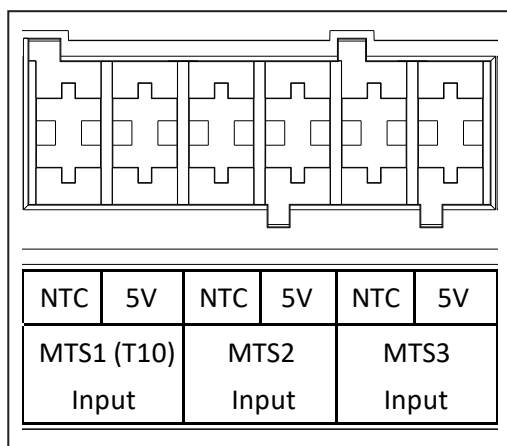 NTC 5V NTC 5V NTC 5V
MTS1 (T10) MTS2 MTS3
Input Input Input